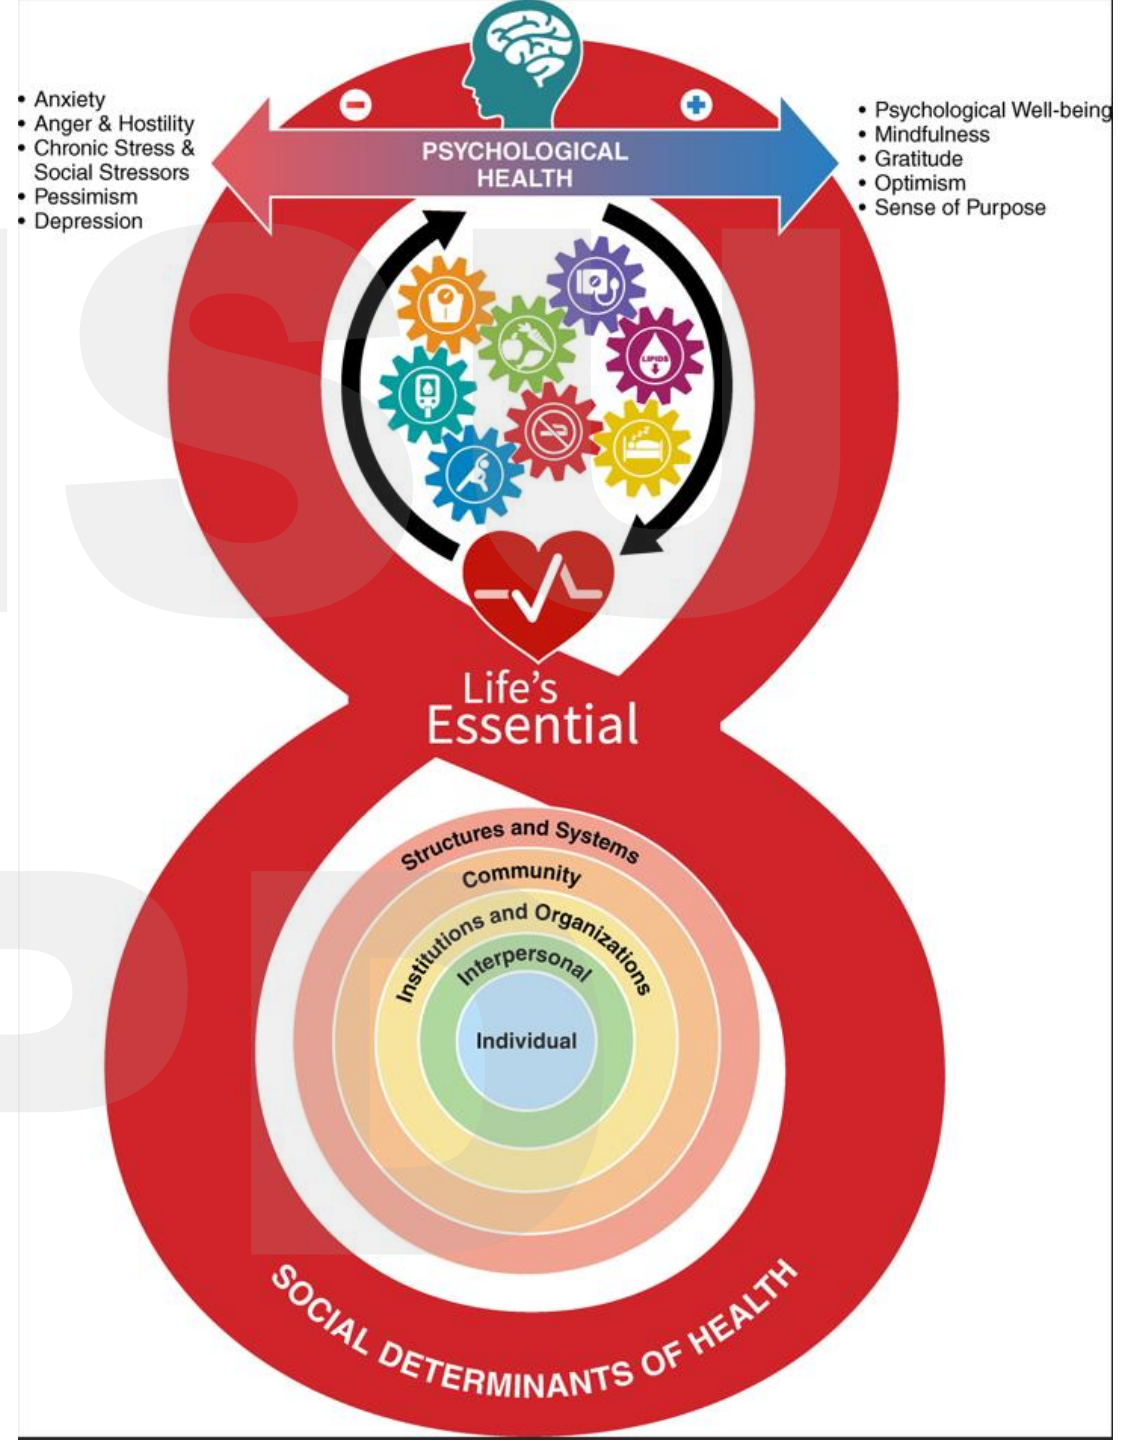 • Anxiety
• Anger & Hostility
• Chronic Stress &
Social Stressors
• Pessimism
• Depression
PSYCHOLOGICAL
HEALTH
• Psychological Well-being
• Mindfulness
• Gratitude
• Optimism
• Sense of Purpose
LIPIDS
Life's
Essential
Structures and Systems
Community
Institutions and Organizations
Interpersonal
Individual
SOCIAL DETERMINANTS OF HEALTH